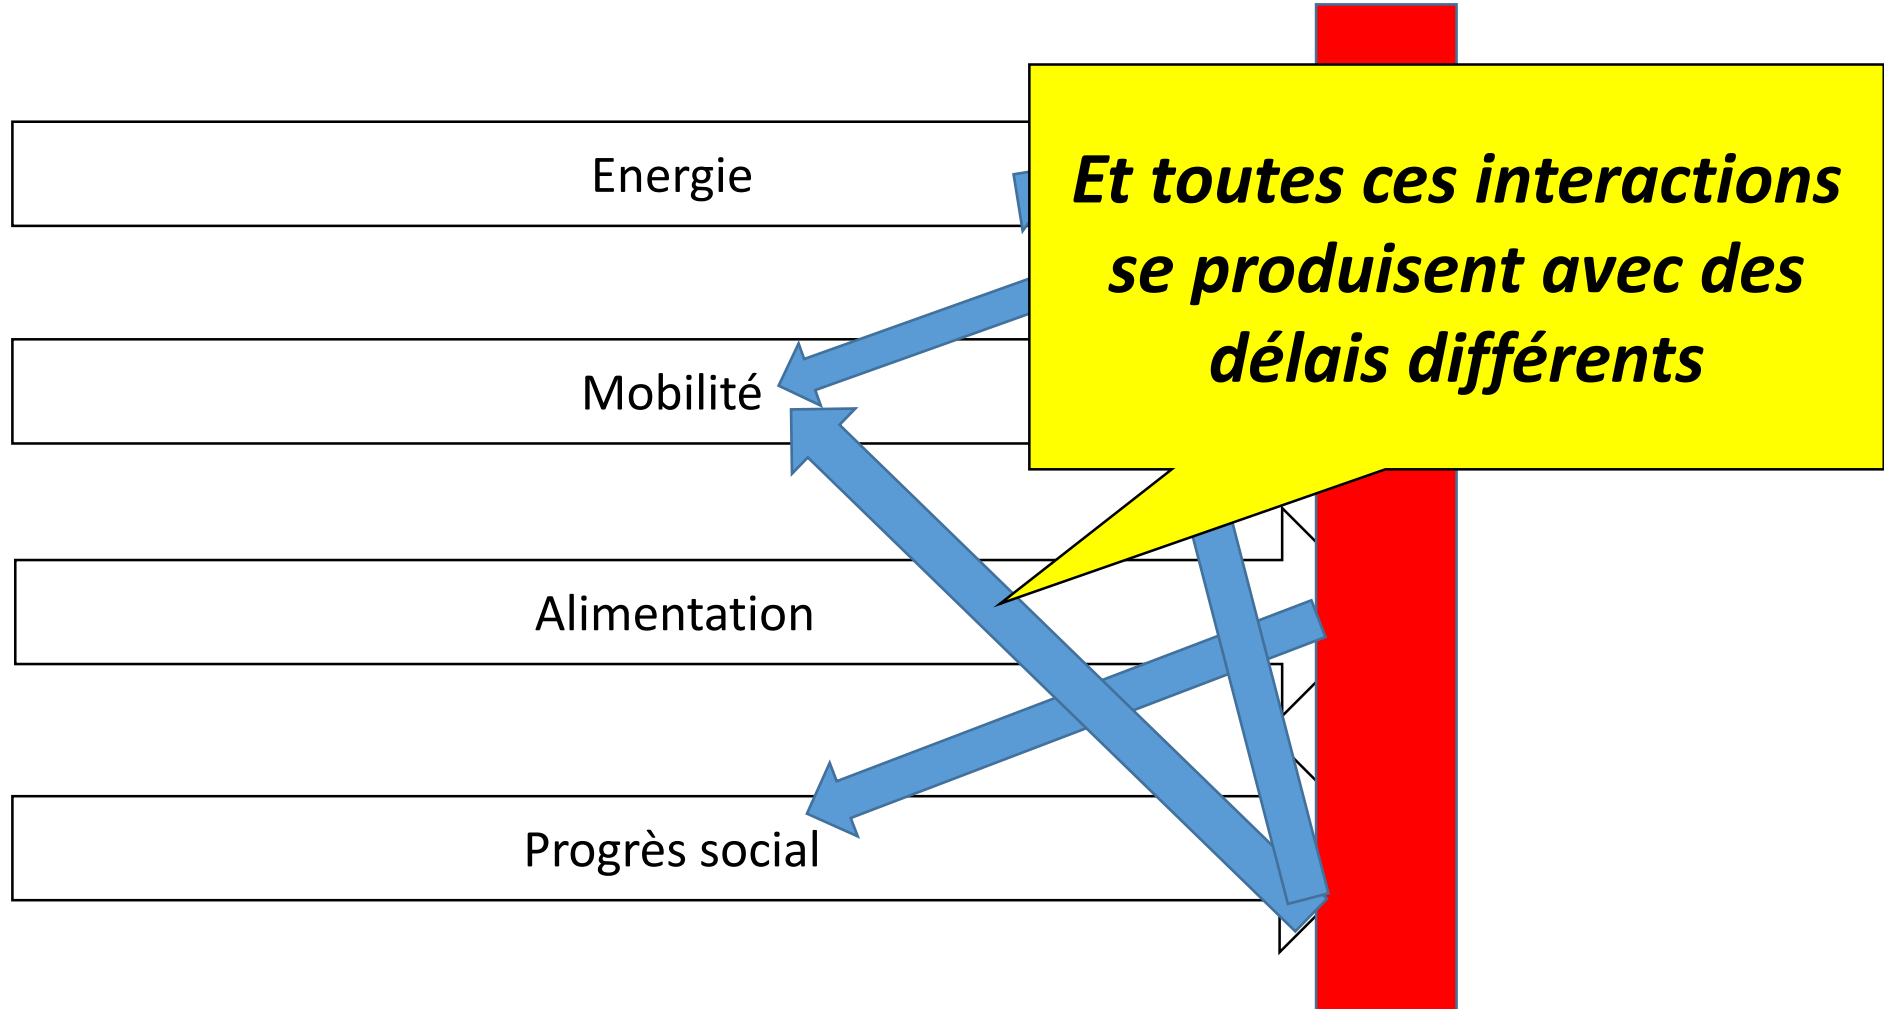 Energie
Et toutes ces interactions
se produisent avec des
délais différents
Mobilité
Alimentation
Progrès social